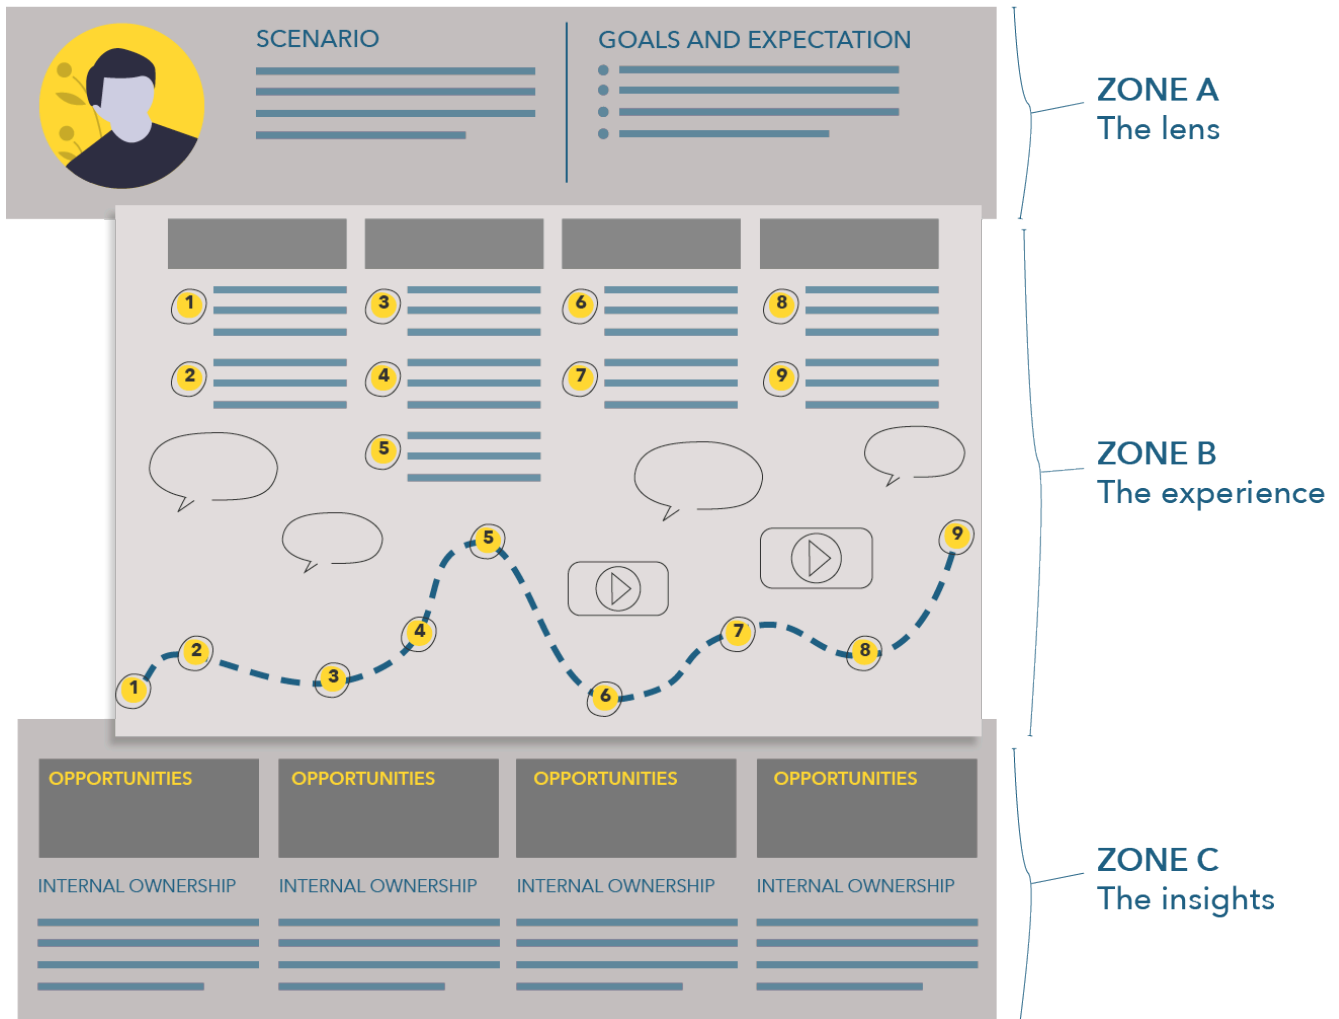 SCENARIO
GOALS AND EXPECTATION
ZONE A
The lens
1
3
6
8
2
4
7
9
5
ZONE B
The experience
5
9
4
7
2
8
3
1
6
OPPORTUNITIES
OPPORTUNITIES
OPPORTUNITIES
OPPORTUNITIES
INTERNAL OWNERSHIP
INTERNAL OWNERSHIP
INTERNAL OWNERSHIP
INTERNAL OWNERSHIP
ZONE C
The insights